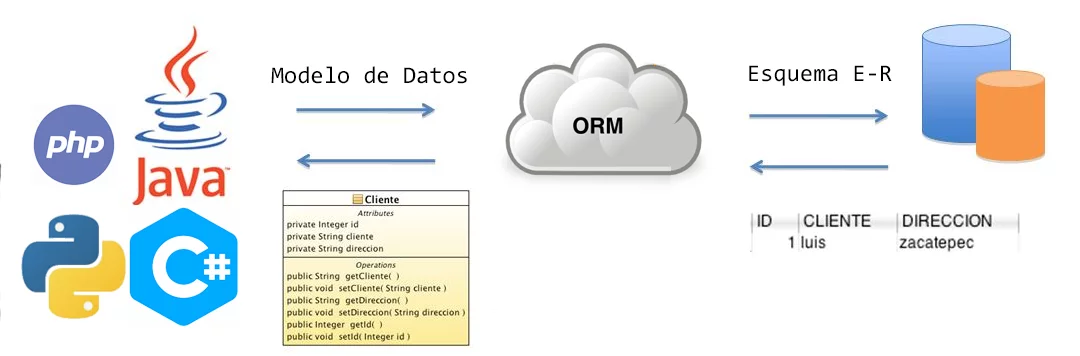 php
Java
C#
Modelo de Datos
Cliente
Attributes
private Integer id
private String cliente
private String direccion
Operations
public String getCliente( )
public void setCliente( String cliente )
public String getDireccion( )
public void setDireccion( String direccion )
public Integer getId( )
public void setId( Integer id )
ORM
Esquema E-R
ID CLIENTE DIRECCION
1 luis zacatepec